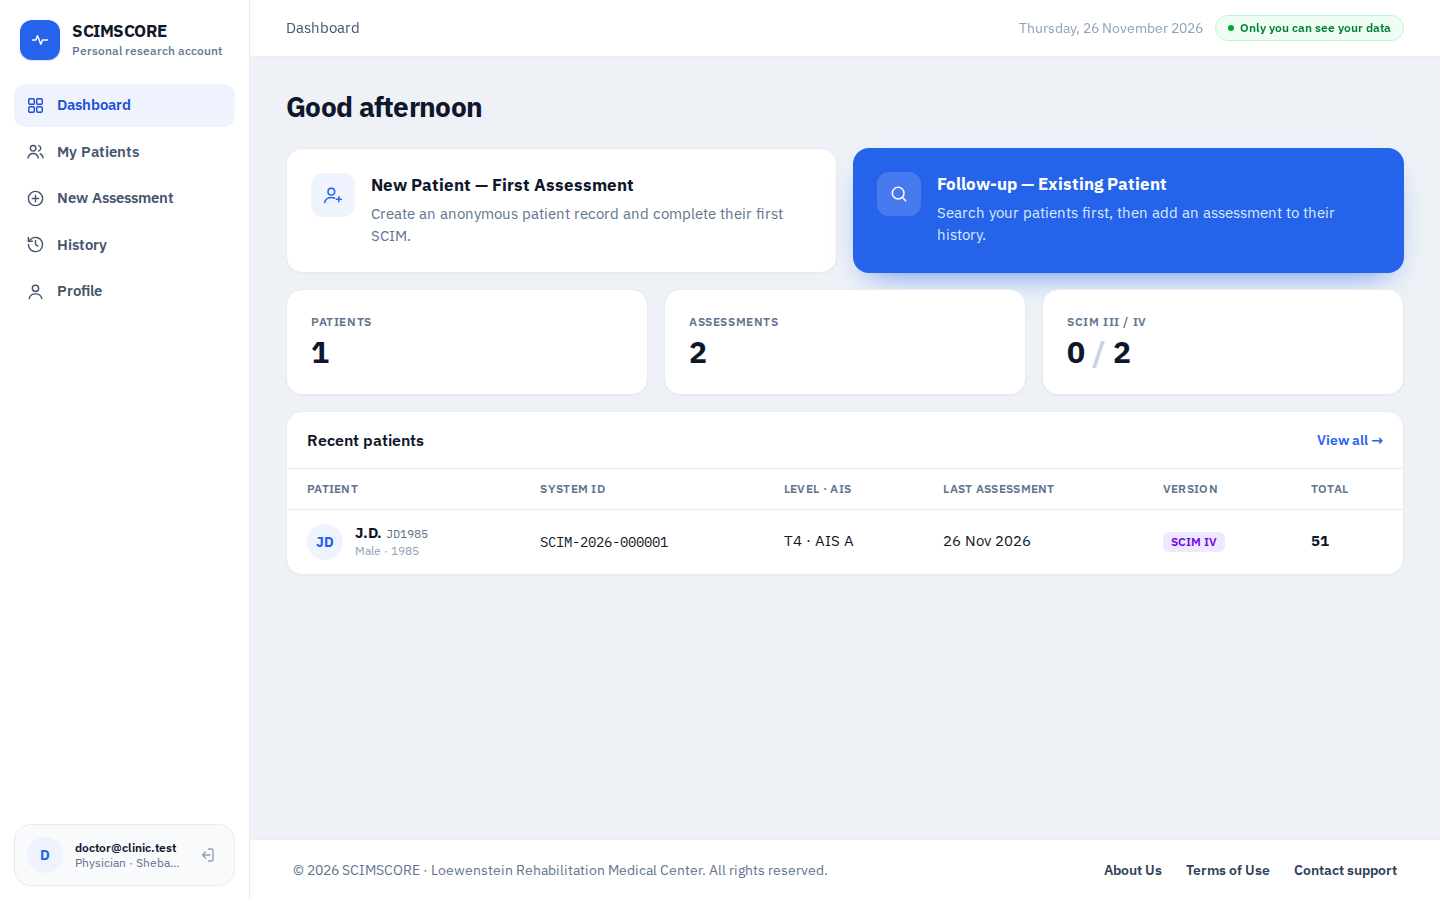 SCIMSCORE
Personal research account
Dashboard
My Patients
New Assessment
History
Profile
D
doctor@clinic.test
Physician · Sheba...
Dashboard
Thursday, 26 November 2026
Only you can see your data
Good afternoon
New Patient — First Assessment
Create an anonymous patient record and complete their first
SCIM.
Follow-up — Existing Patient
Search your patients first, then add an assessment to their
history.
PATIENTS
1
ASSESSMENTS
2
SCIM III / IV
0 / 2
Recent patients
View all →
PATIENT SYSTEM ID LEVEL · AIS LAST ASSESSMENT VERSION TOTAL
JD J.D. JD1985 SCIM-2026-000001 T4 · AIS A 26 Nov 2026 SCIM IV 51
Male · 1985
© 2026 SCIMSCORE · Loewenstein Rehabilitation Medical Center. All rights reserved.
About Us Terms of Use Contact support